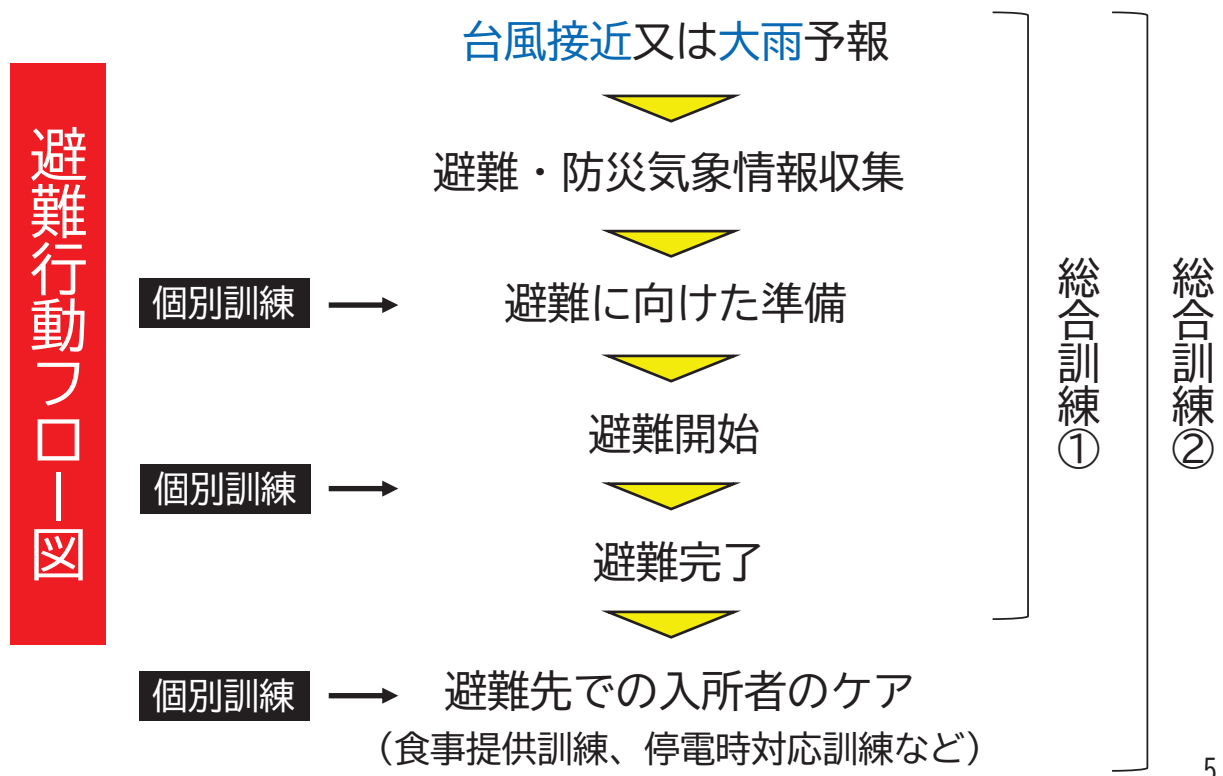 避難行動フロー図
台風接近又は大雨予報
避難・防災気象情報収集
個別訓練
避難に向けた準備
避難開始
個別訓練
避難完了
個別訓練
避難先での入所者のケア
（食事提供訓練、停電時対応訓練など）
総合訓練①
総合訓練②
5